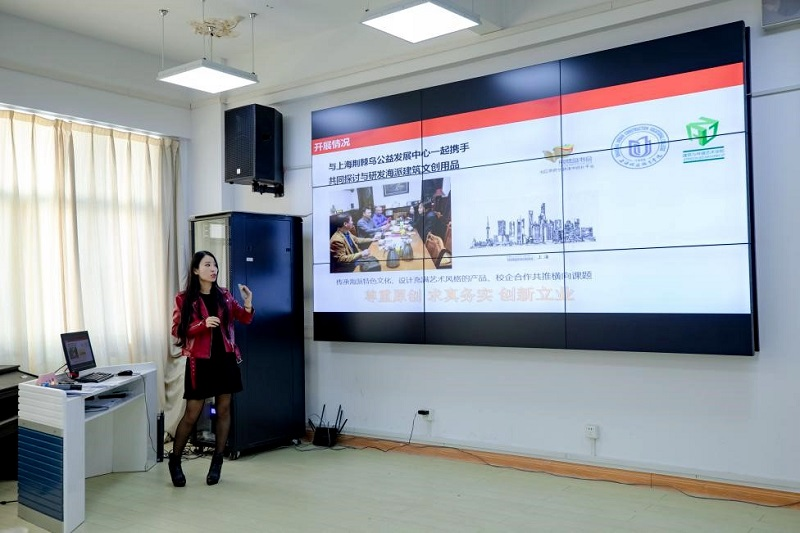 开展情况
与上海荆棘鸟公益发展中心一起携手
共同探讨与研发海派建筑文创用品
上海
传承海派特色文化、设计充满艺术风格的产品、校企合作共推横向课题
尊重原创 求真务实 创新立业